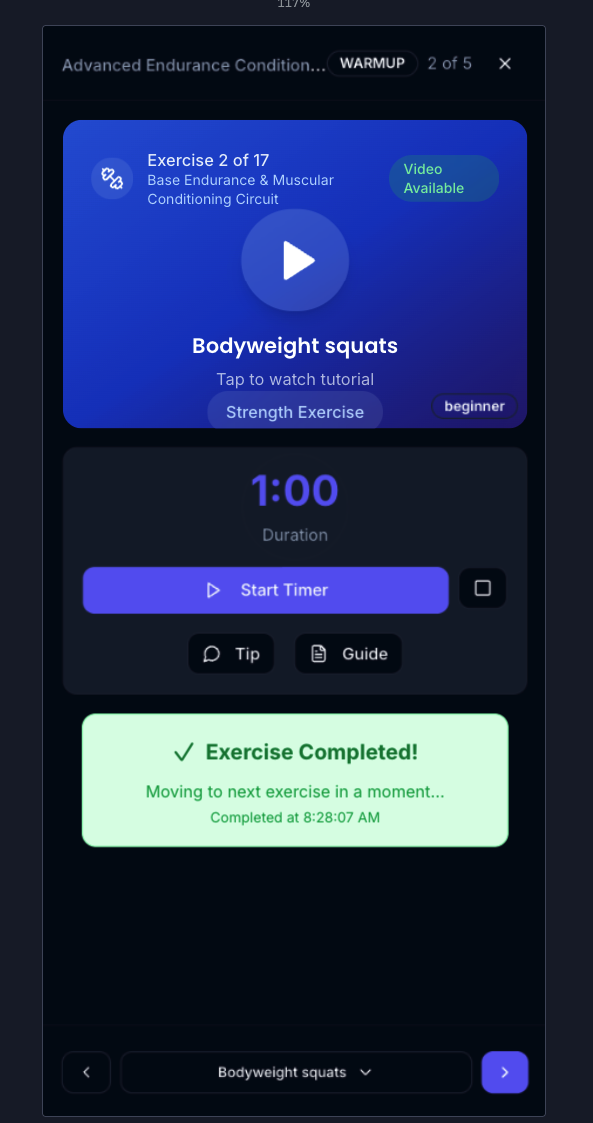 117%
Advanced Endurance Condition... WARMUP 2 of 5
Exercise 2 of 17
Base Endurance & Muscular
Conditioning Circuit
Video
Available
Bodyweight squats
Tap to watch tutorial
Strength Exercise
beginner
1:00
Duration
Start Timer
Tip Guide
Exercise Completed!
Moving to next exercise in a moment...
Completed at 8:28:07 AM
Bodyweight squats